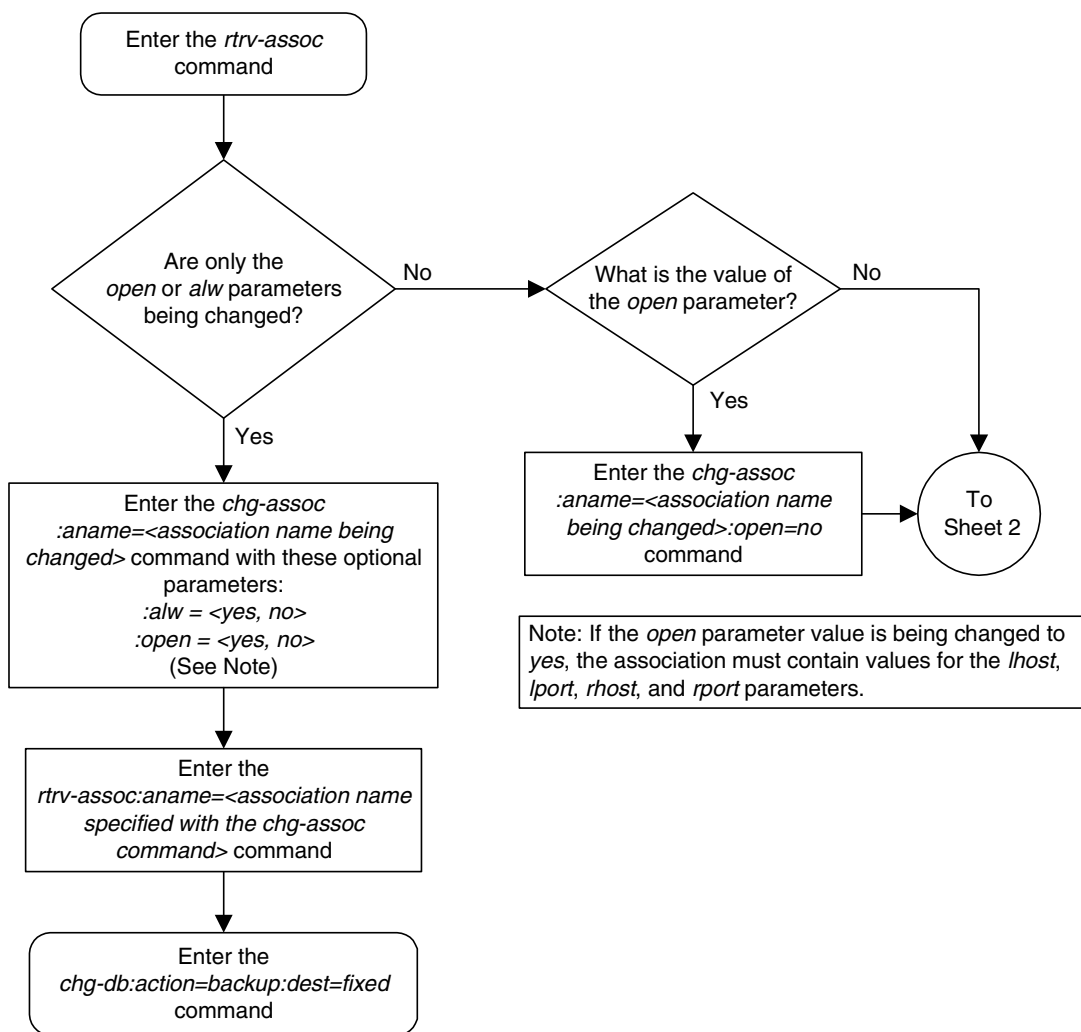 Enter the rtrv-assoc
command
Are only the
open or alw parameters
being changed?
No
What is the value of
the open parameter?
No
Yes
Yes
Enter the chg-assoc
:aname=<association name being
changed> command with these optional
parameters:
:alw = <yes, no>
:open = <yes, no>
(See Note)
Enter the chg-assoc
:aname=<association name
being changed>:open=no
command
To
Sheet 2
Note: If the open parameter value is being changed to
yes, the association must contain values for the lhost,
lport, rhost, and rport parameters.
Enter the
rtrv-assoc:aname=<association name
specified with the chg-assoc
command> command
Enter the
chg-db:action=backup:dest=fixed
command